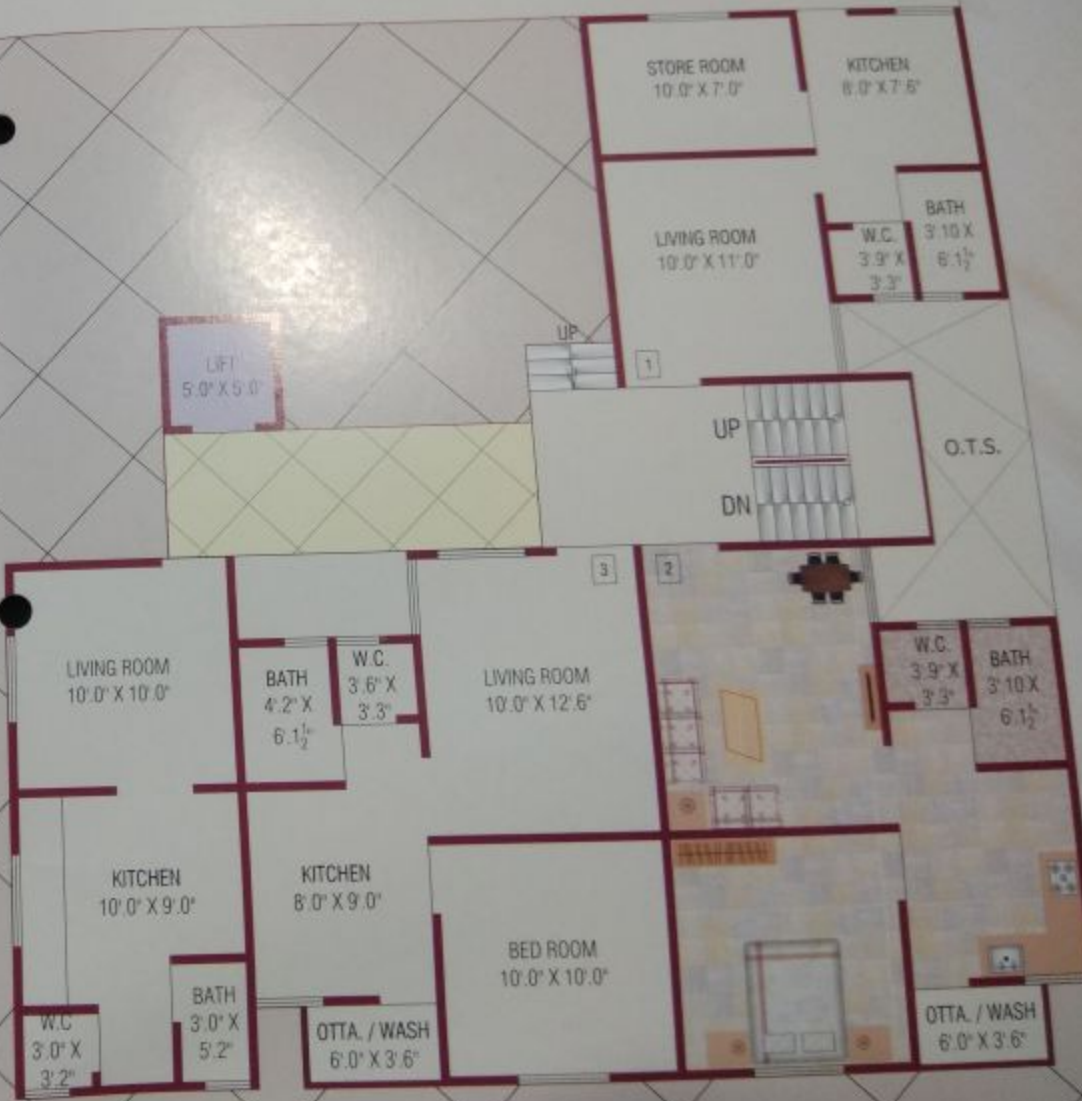 STORE ROOM
10'.0" X 7'.0"
KITCHEN
8'.0" X 7'.6"
LIVING ROOM
10'.0" X 11'.0"
W.C.
3'.9" X
3'.3"
BATH
3' 10 X
6'.1½"
LIFT
5'.0" X 5'.0"
UP
1
UP
DN
O.T.S.
3
2
LIVING ROOM
10'.0" X 10'.0"
BATH
4'.2" X
6'.1½"
W.C.
3'.6" X
3'.3"
LIVING ROOM
10'.0" X 12'.6"
W.C.
3'.9" X
3'.3"
BATH
3' 10 X
6'.1½"
KITCHEN
10'.0" X 9'.0"
KITCHEN
8'.0" X 9'.0"
BED ROOM
10'.0" X 10'.0"
W.C
3'.0" X
3'.2"
BATH
3'.0" X
5'.2"
OTTA. / WASH
6'.0" X 3'.6"
OTTA. / WASH
6'.0" X 3'.6"